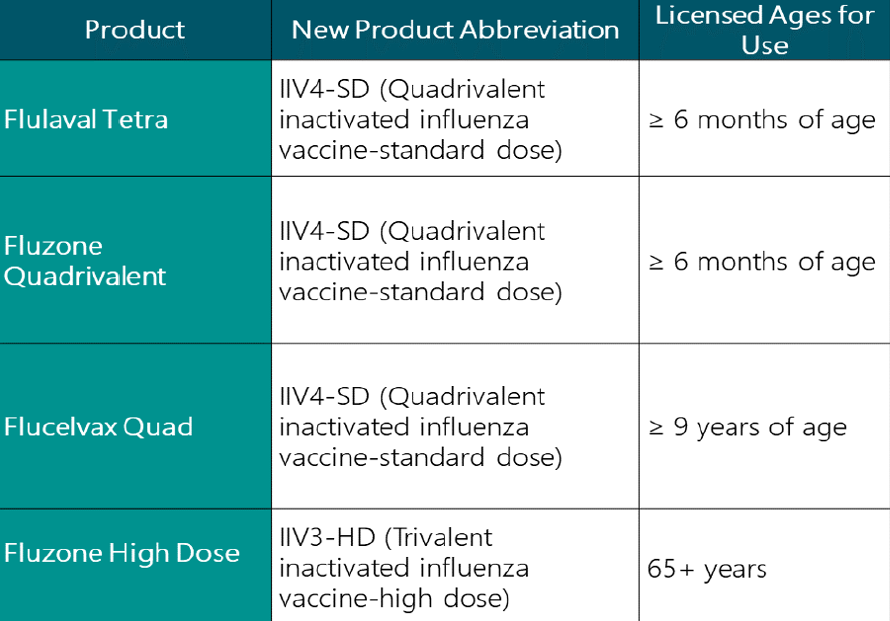 Product
New Product Abbreviation
Licensed Ages for
Use
Flulaval Tetra
IIV4-SD (Quadrivalent
inactivated influenza
vaccine-standard dose)
≥ 6 months of age
Fluzone
Quadrivalent
IIV4-SD (Quadrivalent
inactivated influenza
vaccine-standard dose)
≥ 6 months of age
Flucelvax Quad
IIV4-SD (Quadrivalent
inactivated influenza
vaccine-standard dose)
≥ 9 years of age
Fluzone High Dose
IIV3-HD (Trivalent
inactivated influenza
vaccine-high dose)
65+ years